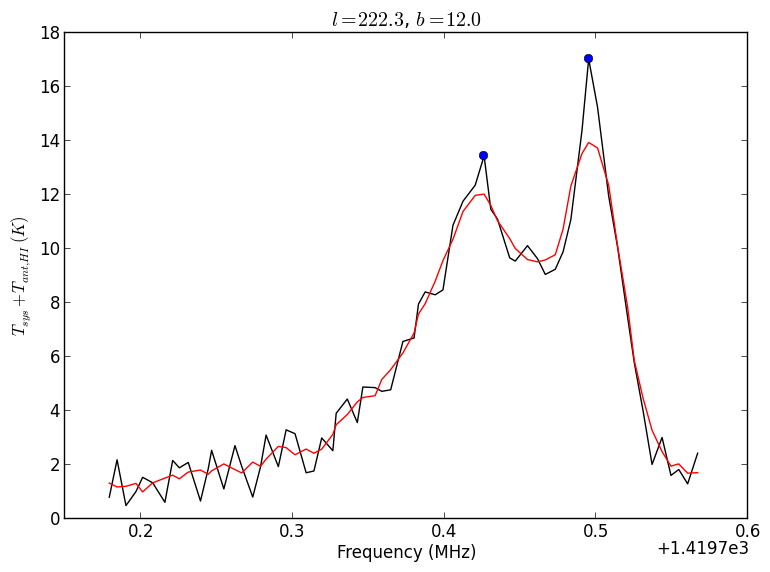 l = 222.3, b = 12.0
18
16
14
12
10
8
6
4
2
0
T_sys + T_ant,HI (K)
0.2 0.3 0.4 0.5 0.6
Frequency (MHz) +1.4197e3